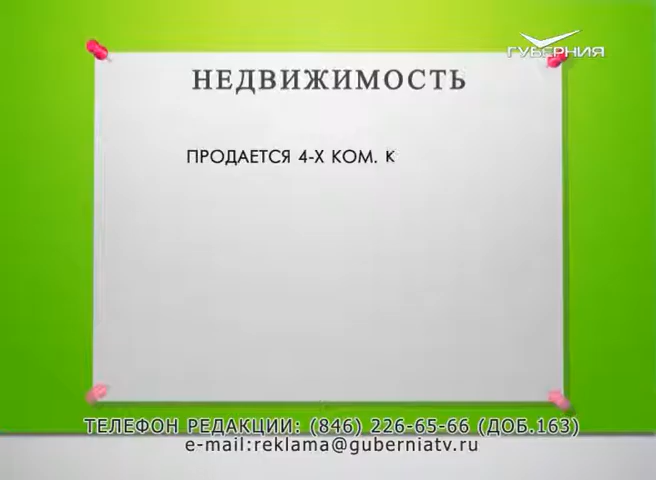 ГУБЕРНИЯ
НЕДВИЖИМОСТЬ
ПРОДАЕТСЯ 4-Х КОМ. К
ТЕЛЕФОН РЕДАКЦИИ: (846) 226-65-66 (ДОБ.163)
e-mail:reklama@guberniatv.ru